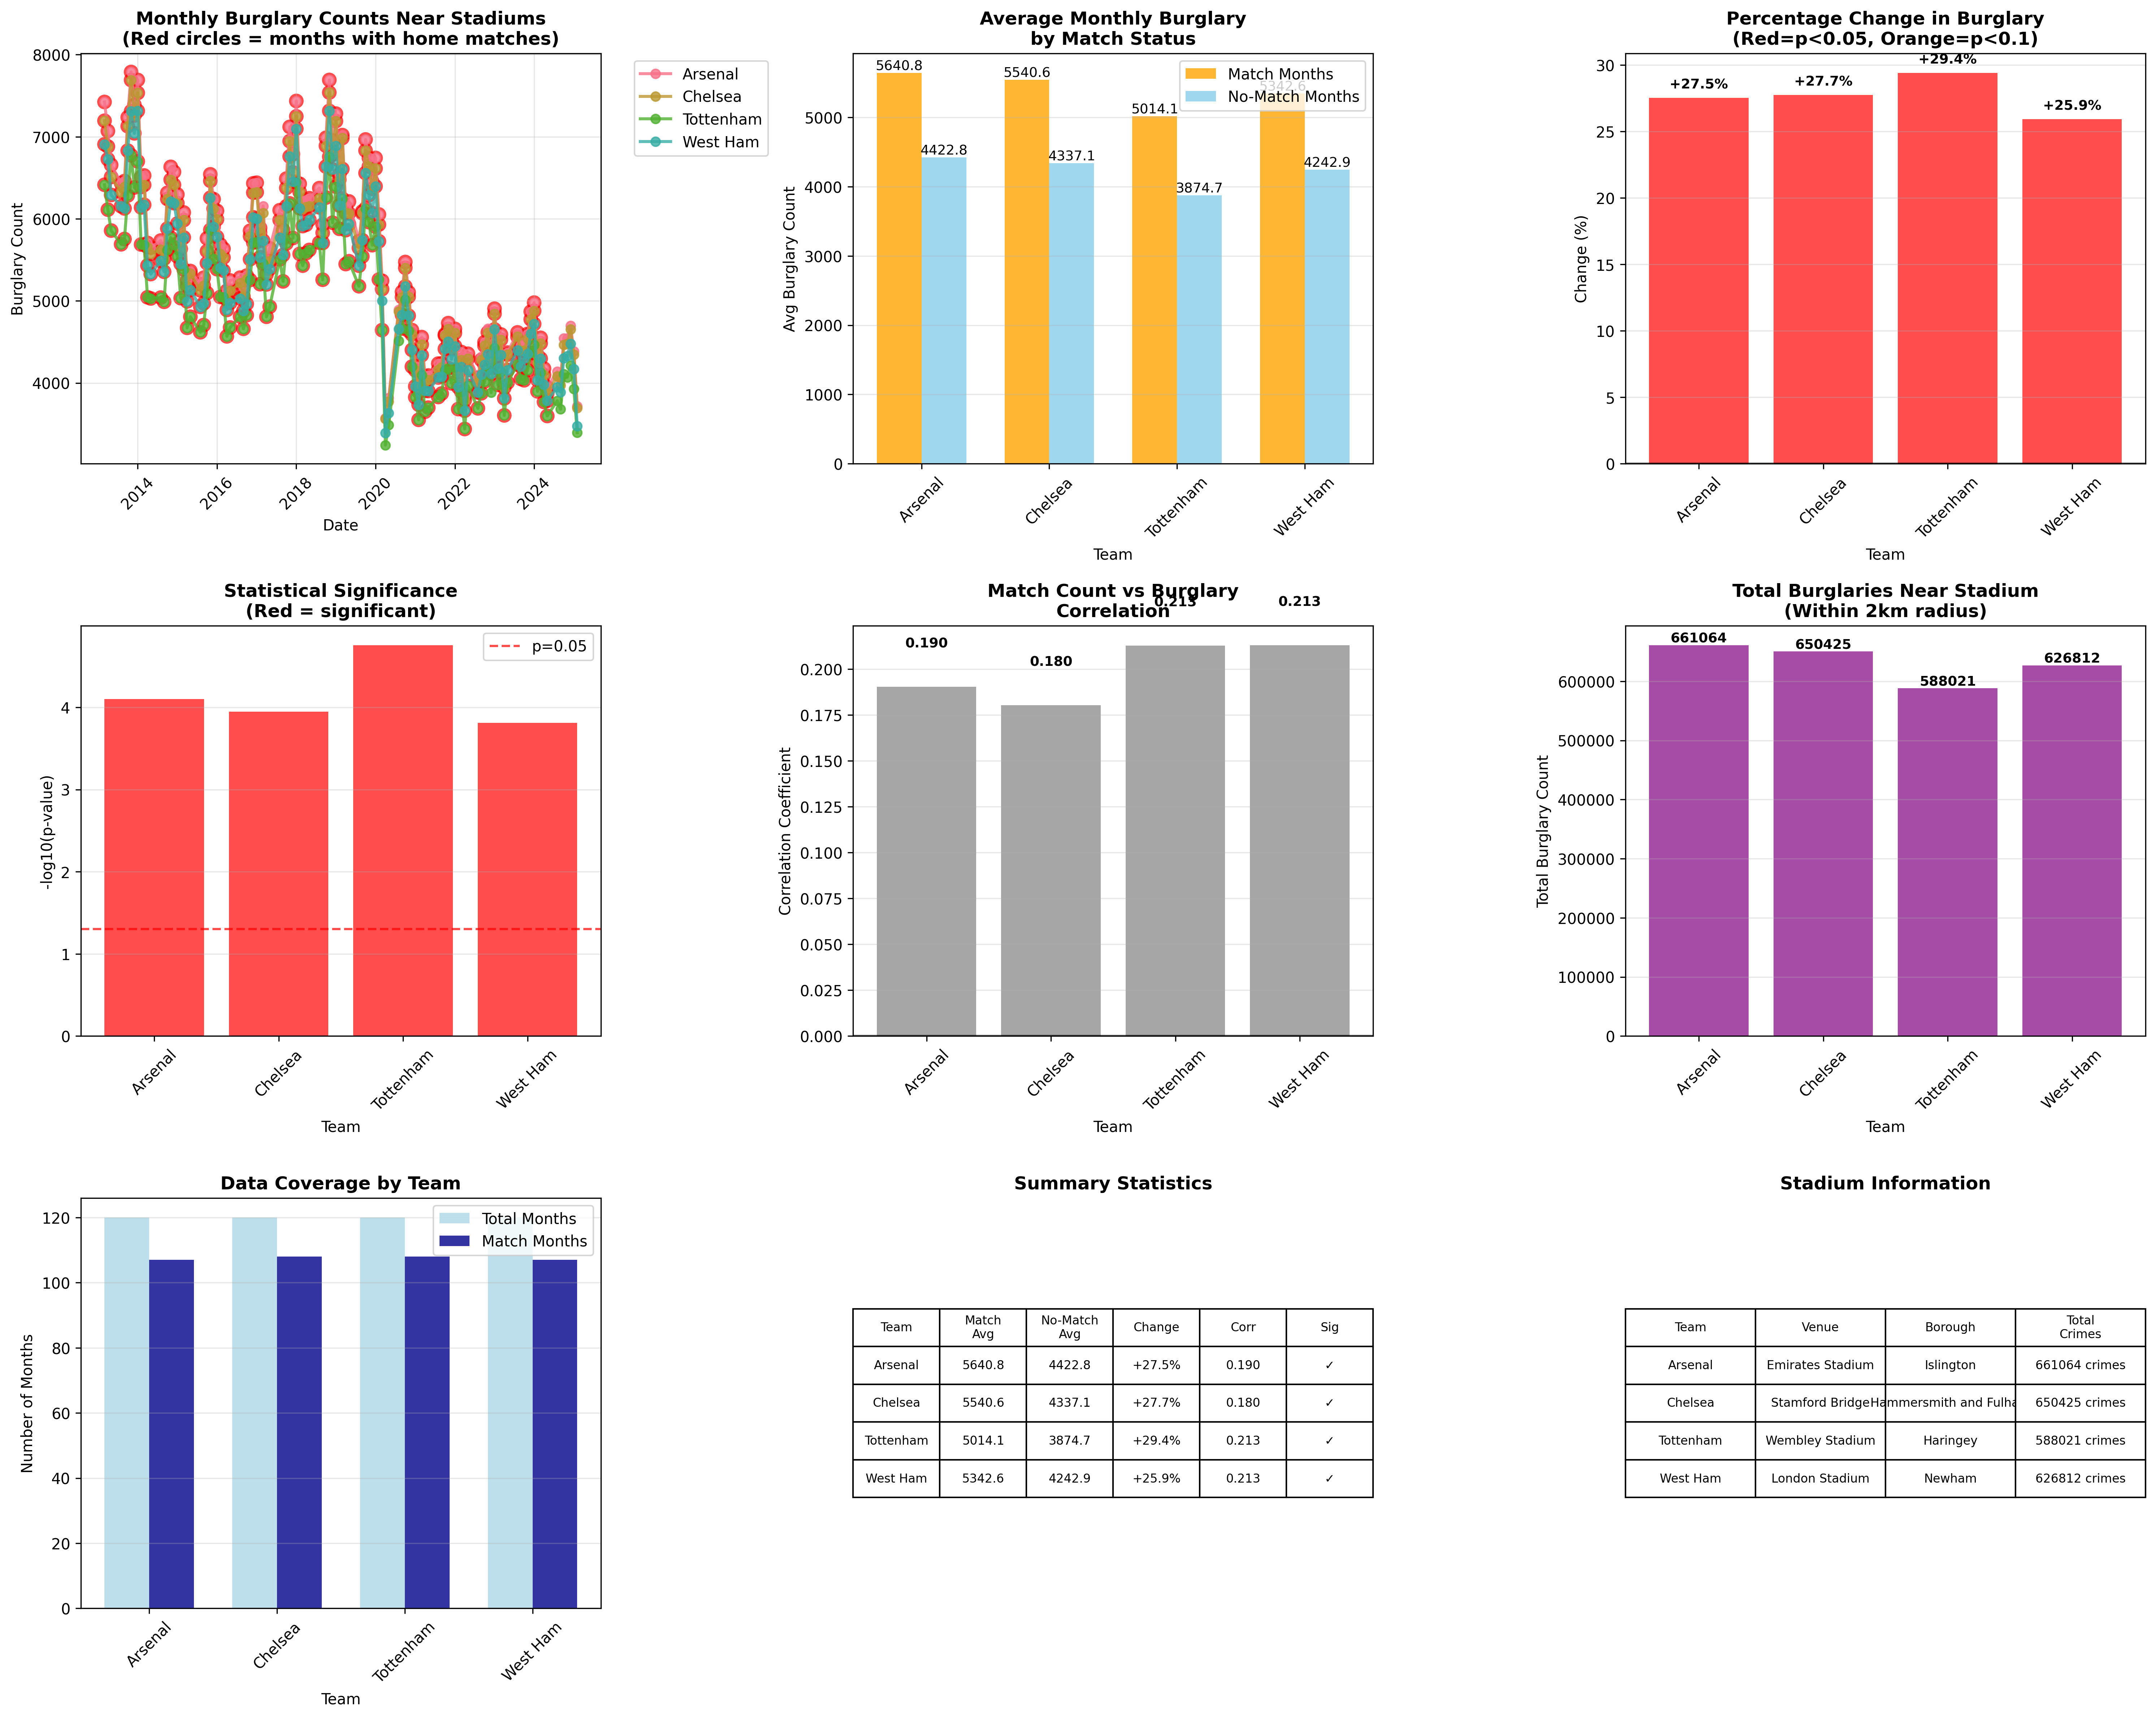 Monthly Burglary Counts Near Stadiums
(Red circles = months with home matches)
8000
7000
6000
5000
4000
Burglary Count
2014
2016
2018
2020
2022
2024
Date
Arsenal
Chelsea
Tottenham
West Ham
Average Monthly Burglary
by Match Status
Match Months
No-Match Months
5640.8
5540.6
5014.1
5342.6
4422.8
4337.1
3874.7
4242.9
5000
4000
3000
2000
1000
0
Avg Burglary Count
Arsenal
Chelsea
Tottenham
West Ham
Team
Percentage Change in Burglary
(Red=p<0.05, Orange=p<0.1)
+27.5%
+27.7%
+29.4%
+25.9%
30
25
20
15
10
5
0
Change (%)
Arsenal
Chelsea
Tottenham
West Ham
Team
Statistical Significance
(Red = significant)
p=0.05
4
3
2
1
0
-log10(p-value)
Arsenal
Chelsea
Tottenham
West Ham
Team
Match Count vs Burglary
Correlation
0.190
0.180
0.213
0.213
0.200
0.175
0.150
0.125
0.100
0.075
0.050
0.025
0.000
Correlation Coefficient
Arsenal
Chelsea
Tottenham
West Ham
Team
Total Burglaries Near Stadium
(Within 2km radius)
661064
650425
588021
626812
600000
500000
400000
300000
200000
100000
0
Total Burglary Count
Arsenal
Chelsea
Tottenham
West Ham
Team
Data Coverage by Team
Total Months
Match Months
120
100
80
60
40
20
0
Number of Months
Arsenal
Chelsea
Tottenham
West Ham
Team
Summary Statistics
Team Match Avg No-Match Avg Change Corr Sig
Arsenal 5640.8 4422.8 +27.5% 0.190 ✓
Chelsea 5540.6 4337.1 +27.7% 0.180 ✓
Tottenham 5014.1 3874.7 +29.4% 0.213 ✓
West Ham 5342.6 4242.9 +25.9% 0.213 ✓
Stadium Information
Team Venue Borough Total Crimes
Arsenal Emirates Stadium Islington 661064 crimes
Chelsea Stamford Bridge Hammersmith and Fulha 650425 crimes
Tottenham Wembley Stadium Haringey 588021 crimes
West Ham London Stadium Newham 626812 crimes